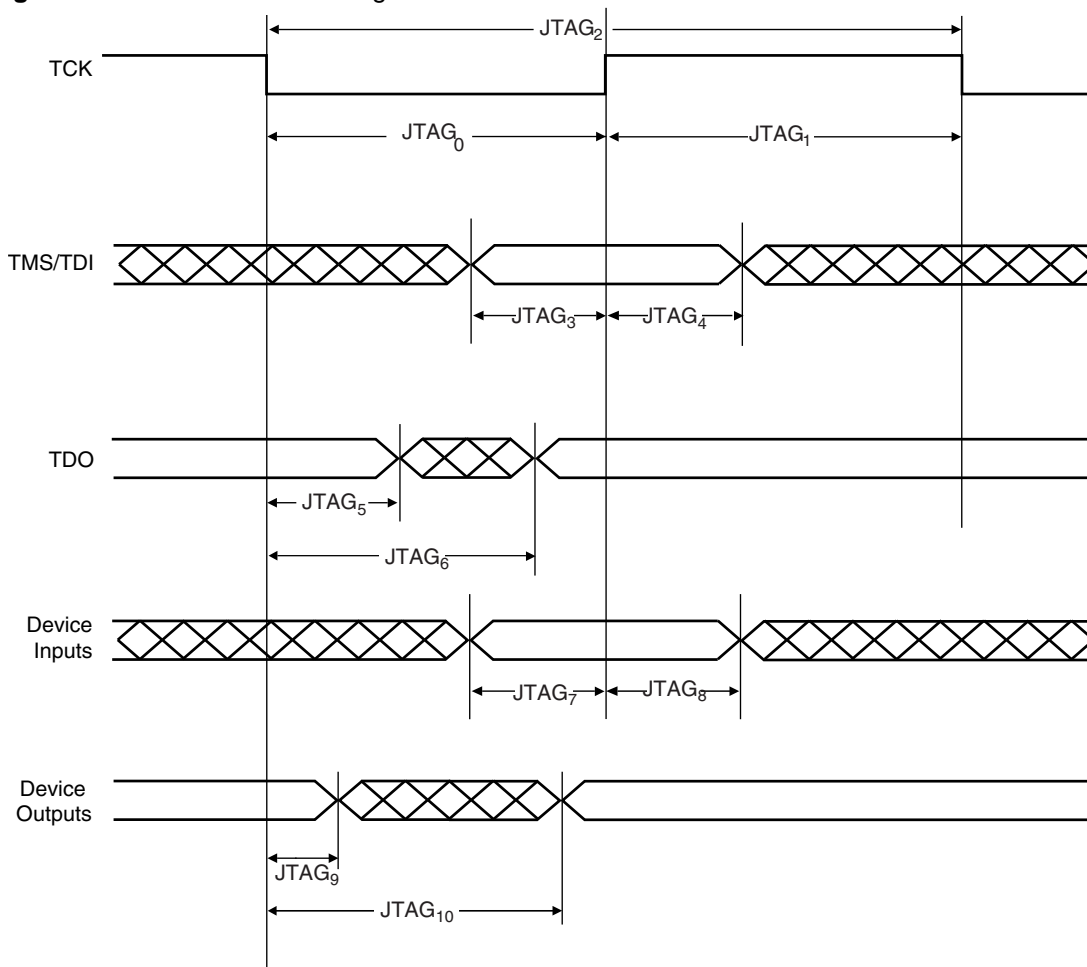 JTAG₂
TCK
JTAG₀
JTAG₁
TMS/TDI
JTAG₃
JTAG₄
TDO
JTAG₅
JTAG₆
Device
Inputs
JTAG₇
JTAG₈
Device
Outputs
JTAG₉
JTAG₁₀